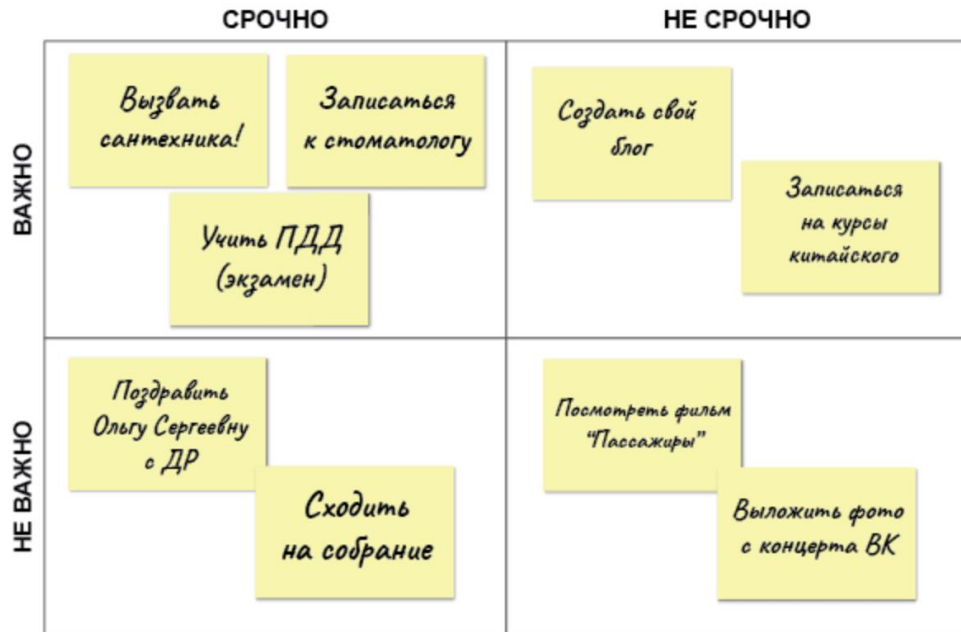 СРОЧНО
НЕ СРОЧНО
ВАЖНО
Вызвать
сантехника!
Записаться
к стоматологу
Учить ПДД
(экзамен)
Создать свой
блог
Записаться
на курсы
китайского
НЕ ВАЖНО
Поздравить
Ольгу Сергеевну
с ДР
Сходить
на собрание
Посмотреть фильм
“Пассажиры”
Выложить фото
с концерта ВК